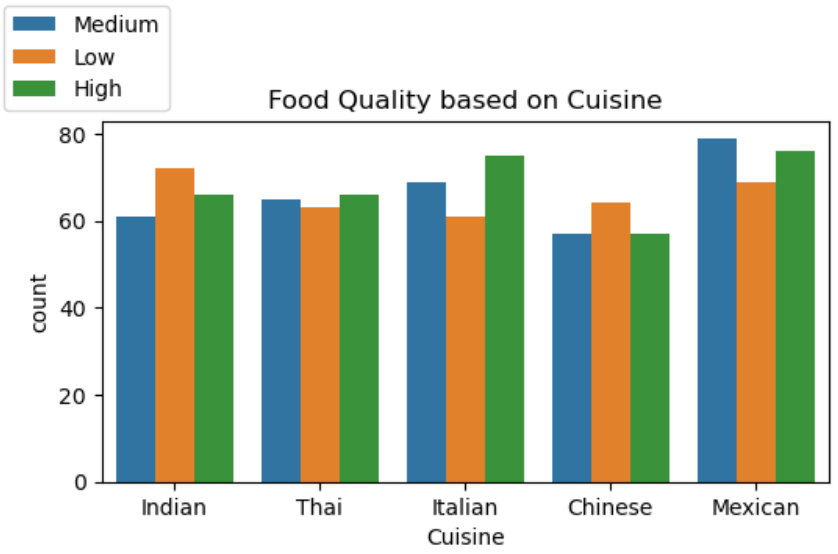 Medium
Low
High
Food Quality based on Cuisine
80
60
40
20
0
count
Indian Thai Italian Chinese Mexican
Cuisine